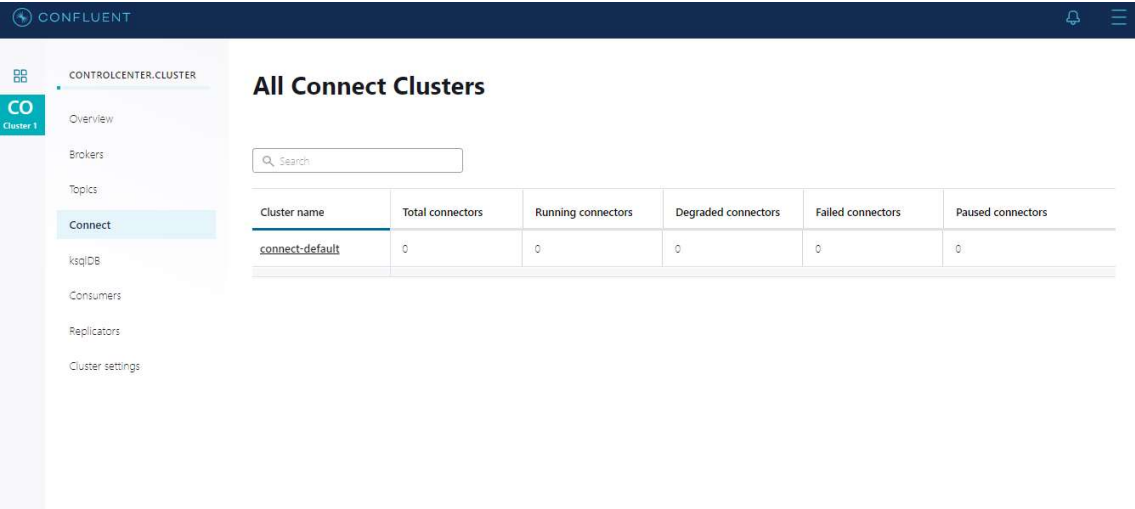 CONFLUENT
CO
Cluster 1
CONTROLCENTER.CLUSTER
Overview
Brokers
Topics
Connect
ksqlDB
Consumers
Replicators
Cluster settings
All Connect Clusters
Search
Cluster name Total connectors Running connectors Degraded connectors Failed connectors Paused connectors
connect-default 0 0 0 0 0